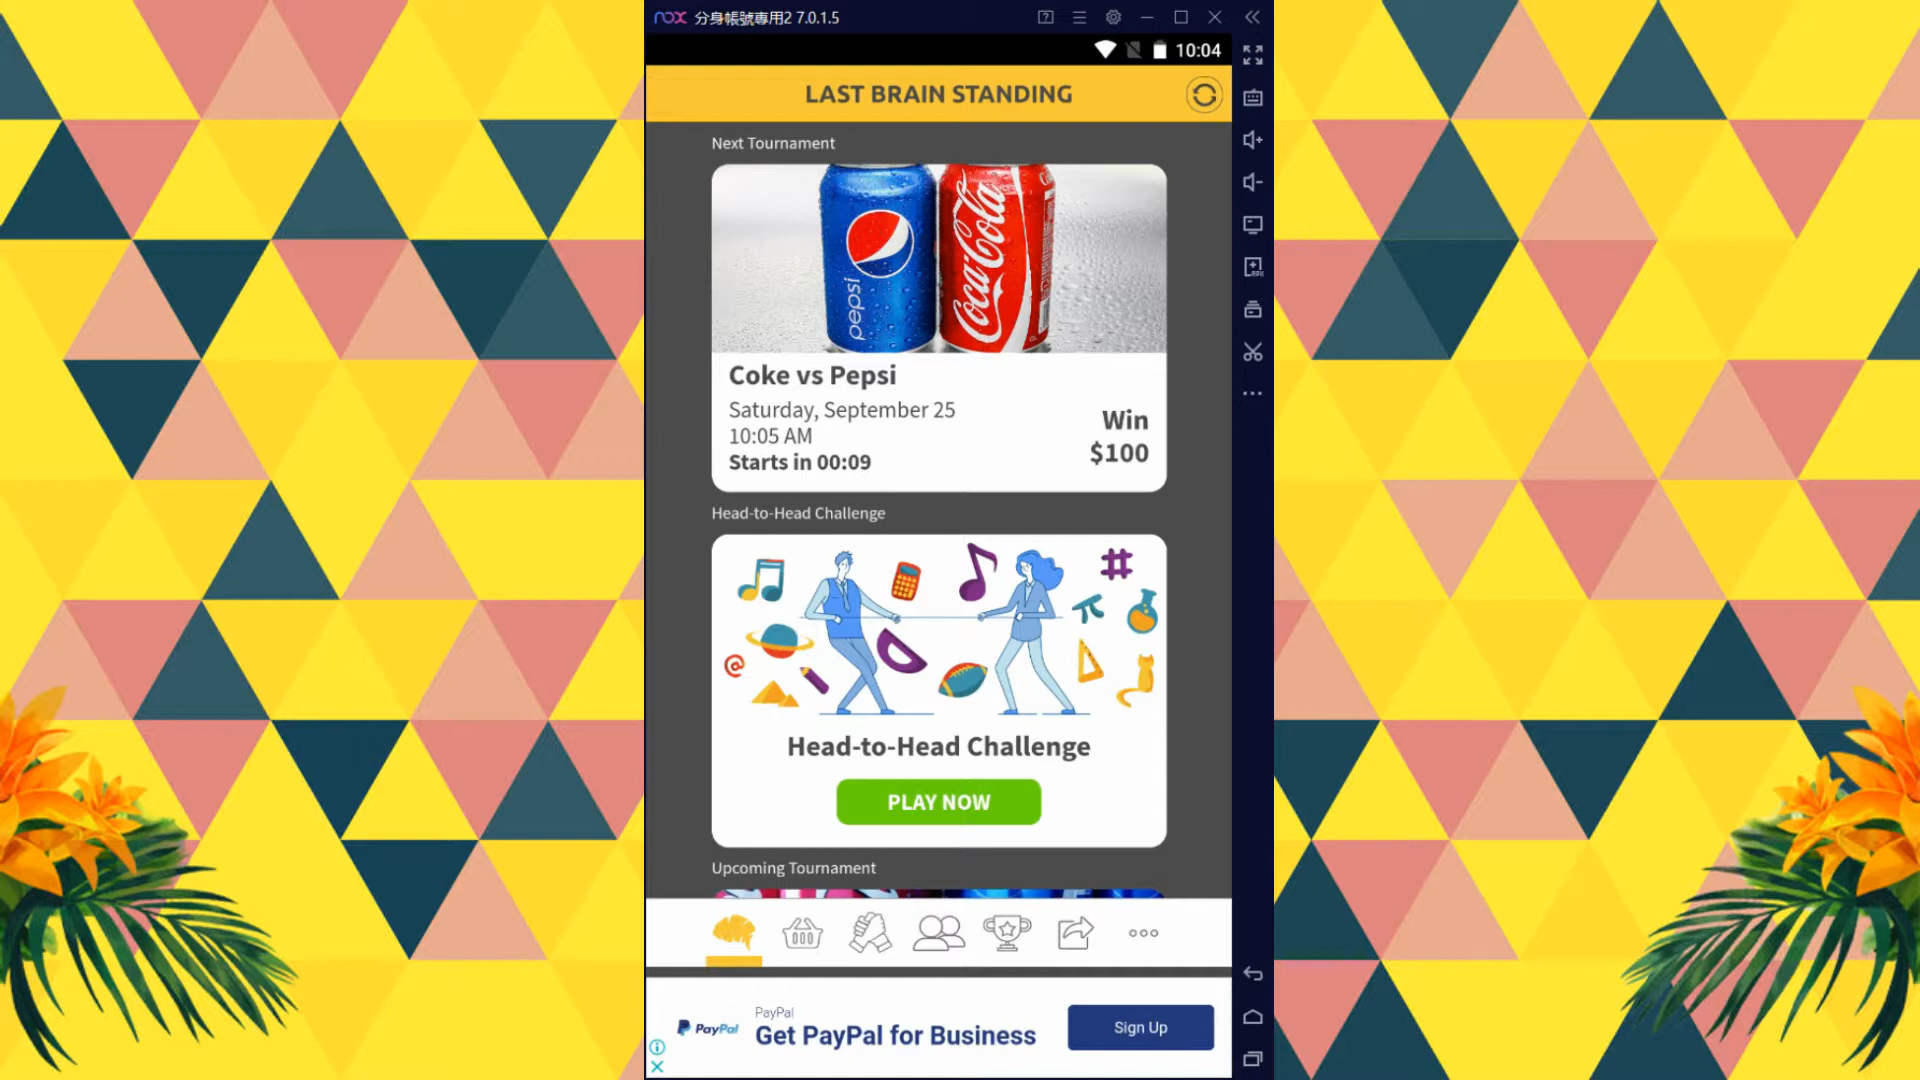 nox 分身帳號專用2 7.0.1.5
10:04
LAST BRAIN STANDING
Next Tournament
pepsi
Coca-Cola
Coke vs Pepsi
Saturday, September 25
10:05 AM
Starts in 00:09
Win
$100
Head-to-Head Challenge
Head-to-Head Challenge
PLAY NOW
Upcoming Tournament
PayPal
PayPal
Get PayPal for Business
Sign Up